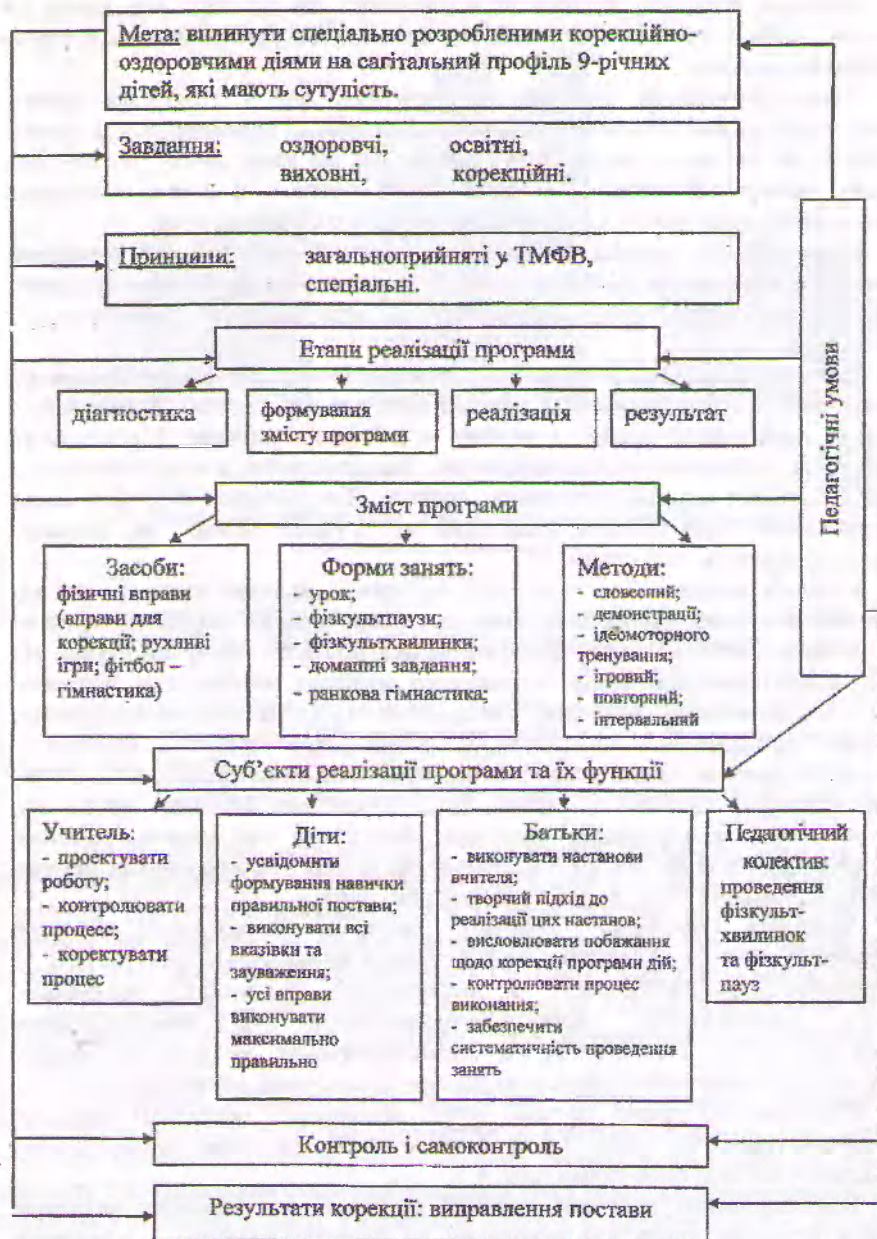 Мета: вплинути спеціально розробленими корекційно-
оздоровчими діями на сагітальний профіль 9-річних
дітей, які мають сутулість.
Завдання: оздоровчі, освітні,
виховні, корекційні.
Принципи: загальноприйняті у ТМФВ,
спеціальні.
Етапи реалізації програми
діагностика
формування
змісту програми
реалізація
результат
Педагогічні умови
Зміст програми
Засоби:
фізичні вправи
(вправи для
корекції; рухливі
ігри; фітбол –
гімнастика)
Форми занять:
- урок;
- фізкультпаузи;
- фізкультхвилинки;
- домашні завдання;
- ранкова гімнастика;
Методи:
- словесний;
- демонстрації;
- ідеомоторного
тренування;
- ігровий;
- повторний;
- інтервальний
Суб’єкти реалізації програми та їх функції
Учитель:
- проектувати
роботу;
- контролювати
процесс;
- коректувати
процес
Діти:
- усвідомити
формування навички
правильної постави;
- виконувати всі
вказівки та
зауваження;
- усі вправи
виконувати
максимально
правильно
Батьки:
- виконувати настанови
вчителя;
- творчий підхід до
реалізації цих настанов;
- висловлювати побажання
щодо корекції програми дій;
- контролювати процес
виконання;
- забезпечити
систематичність проведення
занять
Педагогічний
колектив:
проведення
фізкульт-
хвилинок
та фізкульт-
пауз
Контроль і самоконтроль
Результати корекції: виправлення постави